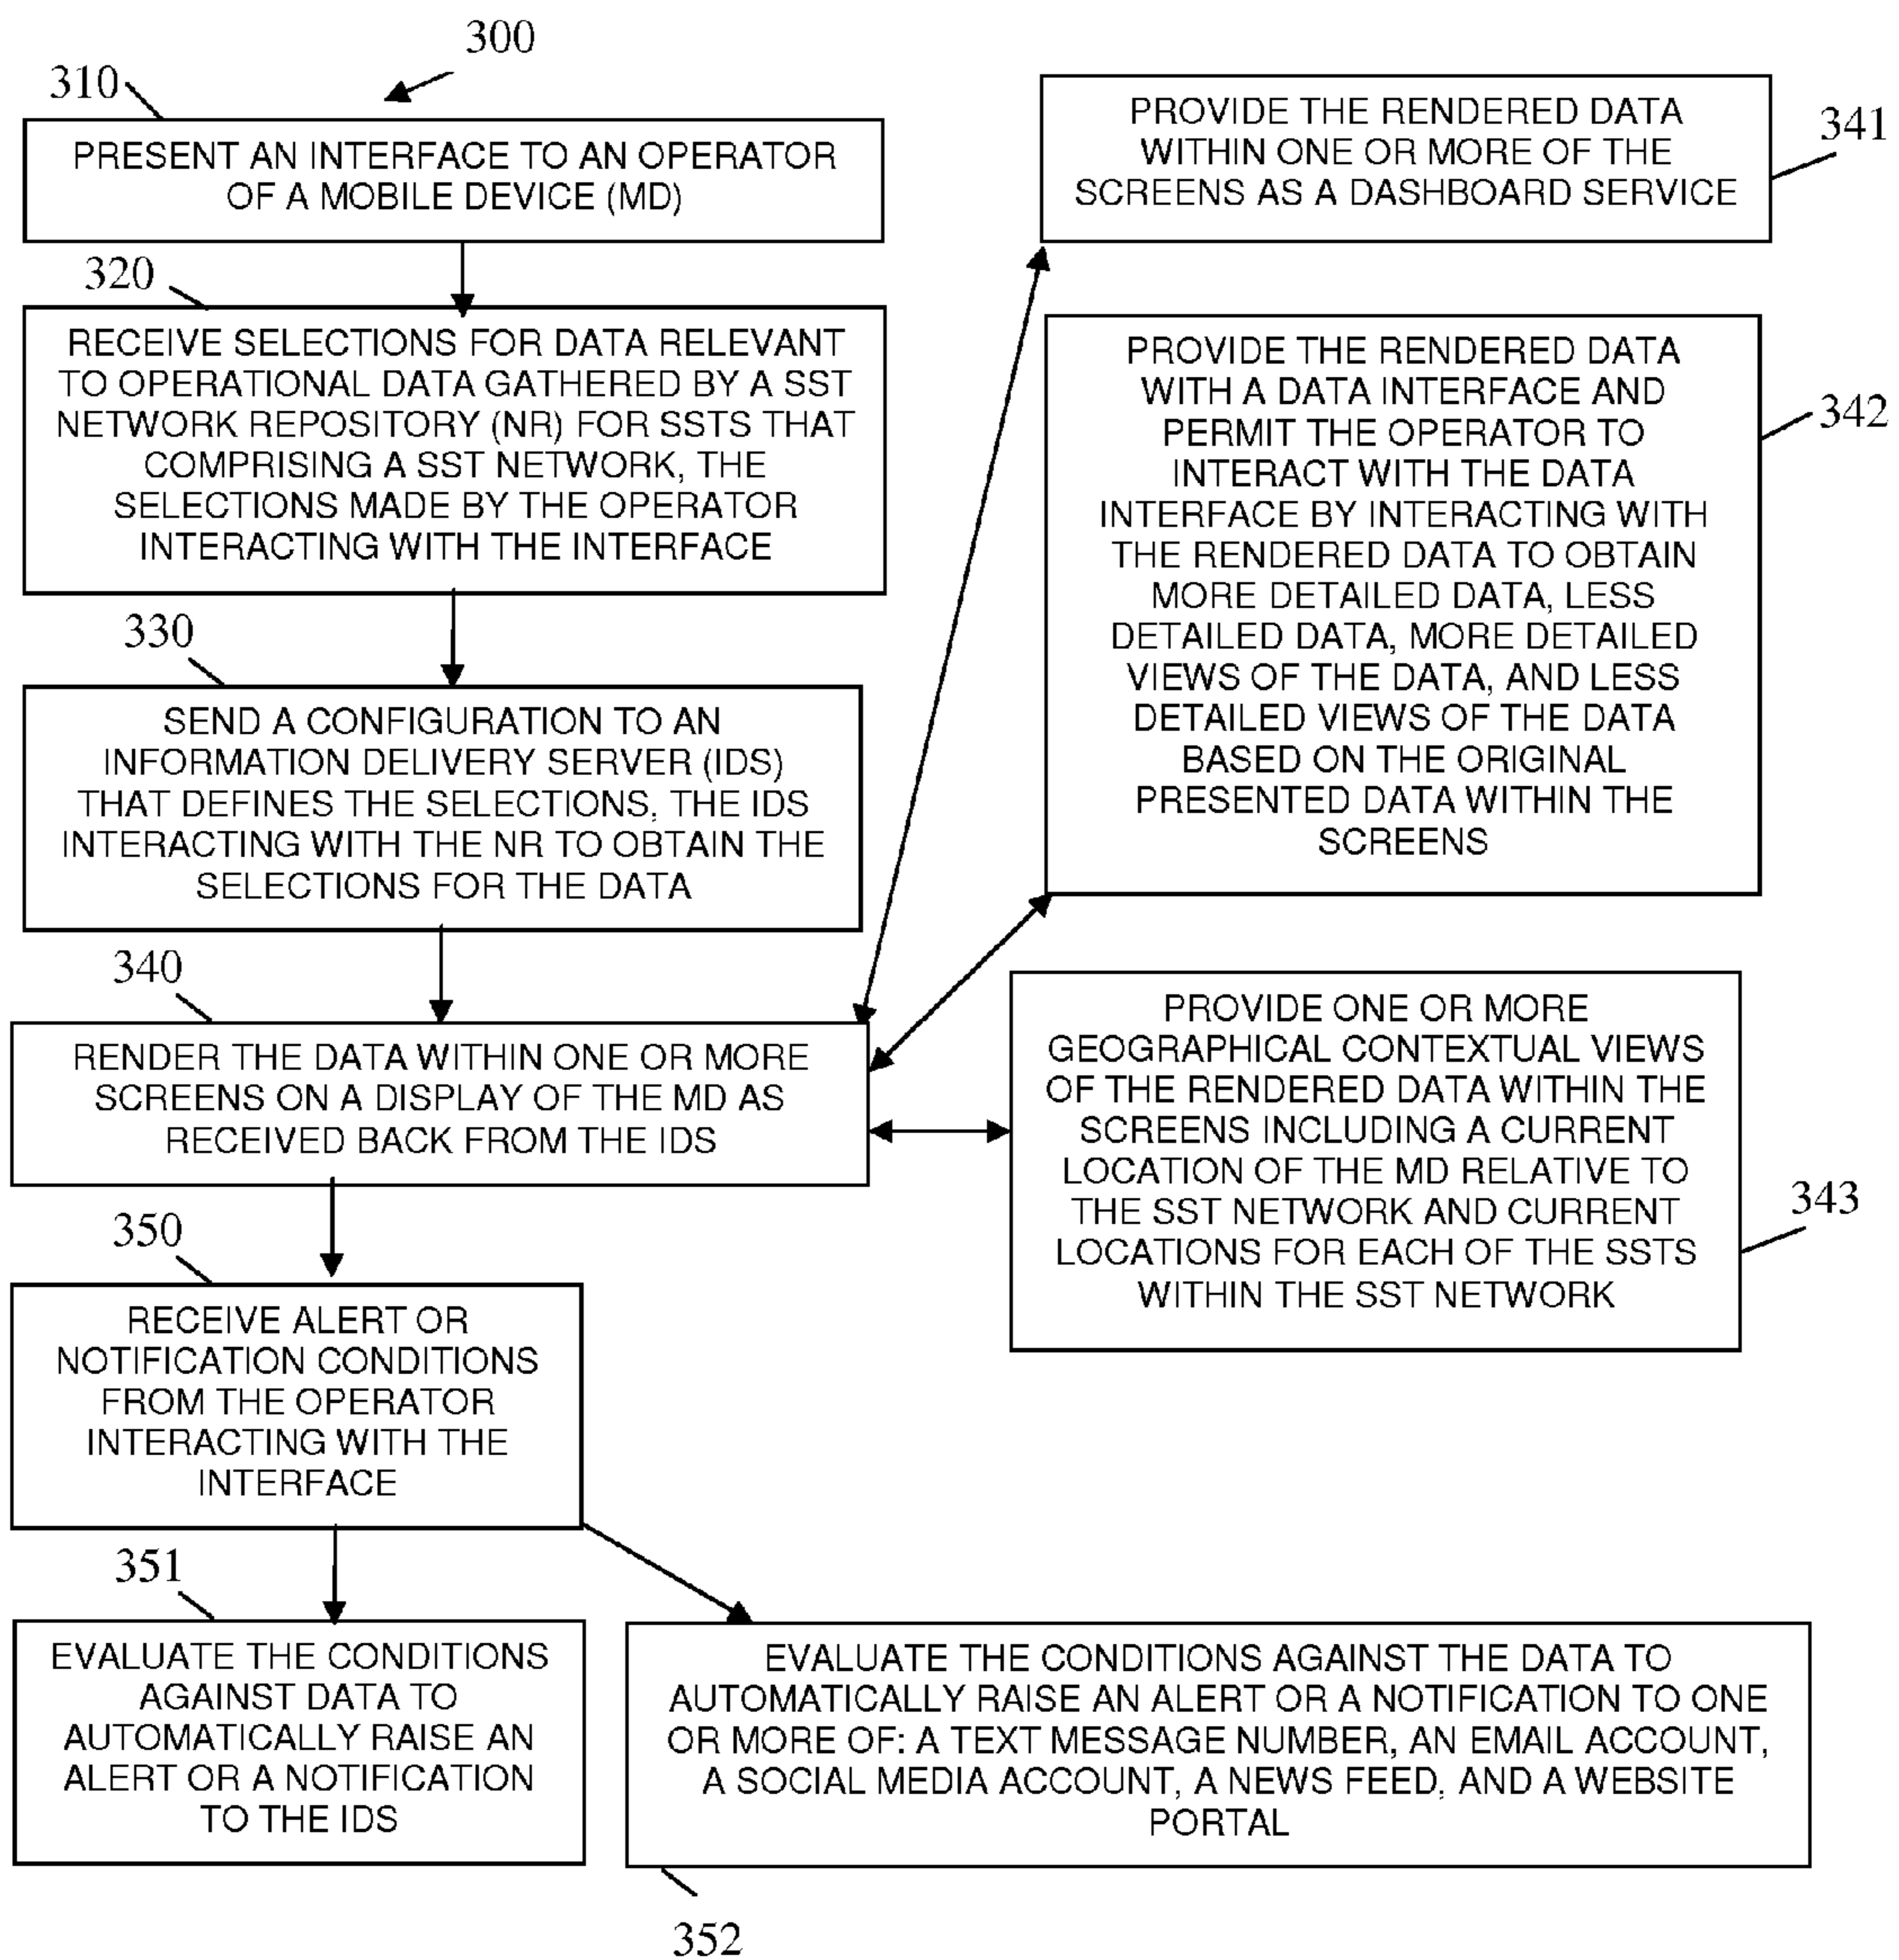 300
310
PRESENT AN INTERFACE TO AN OPERATOR
OF A MOBILE DEVICE (MD)
320
RECEIVE SELECTIONS FOR DATA RELEVANT
TO OPERATIONAL DATA GATHERED BY A SST
NETWORK REPOSITORY (NR) FOR SSTS THAT
COMPRISING A SST NETWORK, THE
SELECTIONS MADE BY THE OPERATOR
INTERACTING WITH THE INTERFACE
330
SEND A CONFIGURATION TO AN
INFORMATION DELIVERY SERVER (IDS)
THAT DEFINES THE SELECTIONS, THE IDS
INTERACTING WITH THE NR TO OBTAIN THE
SELECTIONS FOR THE DATA
340
RENDER THE DATA WITHIN ONE OR MORE
SCREENS ON A DISPLAY OF THE MD AS
RECEIVED BACK FROM THE IDS
341
PROVIDE THE RENDERED DATA
WITHIN ONE OR MORE OF THE
SCREENS AS A DASHBOARD SERVICE
342
PROVIDE THE RENDERED DATA
WITH A DATA INTERFACE AND
PERMIT THE OPERATOR TO
INTERACT WITH THE DATA
INTERFACE BY INTERACTING WITH
THE RENDERED DATA TO OBTAIN
MORE DETAILED DATA, LESS
DETAILED DATA, MORE DETAILED
VIEWS OF THE DATA, AND LESS
DETAILED VIEWS OF THE DATA
BASED ON THE ORIGINAL
PRESENTED DATA WITHIN THE
SCREENS
343
PROVIDE ONE OR MORE
GEOGRAPHICAL CONTEXTUAL VIEWS
OF THE RENDERED DATA WITHIN THE
SCREENS INCLUDING A CURRENT
LOCATION OF THE MD RELATIVE TO
THE SST NETWORK AND CURRENT
LOCATIONS FOR EACH OF THE SSTS
WITHIN THE SST NETWORK
350
RECEIVE ALERT OR
NOTIFICATION CONDITIONS
FROM THE OPERATOR
INTERACTING WITH THE
INTERFACE
351
EVALUATE THE CONDITIONS
AGAINST DATA TO
AUTOMATICALLY RAISE AN
ALERT OR A NOTIFICATION
TO THE IDS
EVALUATE THE CONDITIONS AGAINST THE DATA TO
AUTOMATICALLY RAISE AN ALERT OR A NOTIFICATION TO ONE
OR MORE OF: A TEXT MESSAGE NUMBER, AN EMAIL ACCOUNT,
A SOCIAL MEDIA ACCOUNT, A NEWS FEED, AND A WEBSITE
PORTAL
352